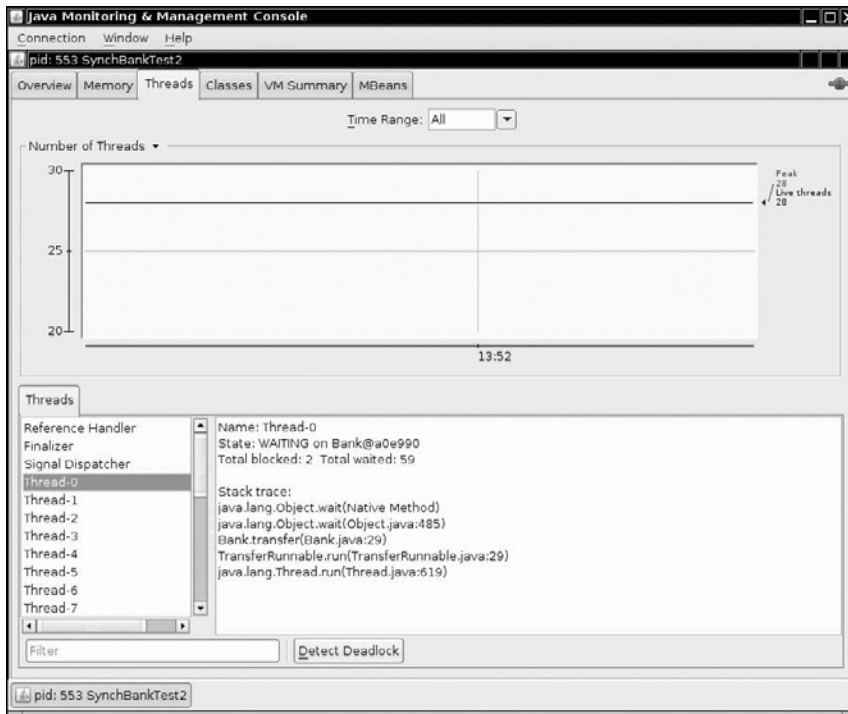 Java Monitoring & Management Console
Connection Window Help
pid: 553 SynchBankTest2
Overview Memory Threads Classes VM Summary MBeans
Time Range: All
Number of Threads
30
25
20
13:52
Peak
28
Live threads
28
Threads
Reference Handler
Finalizer
Signal Dispatcher
Thread-0
Thread-1
Thread-2
Thread-3
Thread-4
Thread-5
Thread-6
Thread-7
Name: Thread-0
State: WAITING on Bank@a0e990
Total blocked: 2 Total waited: 59
Stack trace:
java.lang.Object.wait(Native Method)
java.lang.Object.wait(Object.java:485)
Bank.transfer(Bank.java:29)
TransferRunnable.run(TransferRunnable.java:29)
java.lang.Thread.run(Thread.java:619)
Filter
Detect Deadlock
pid: 553 SynchBankTest2